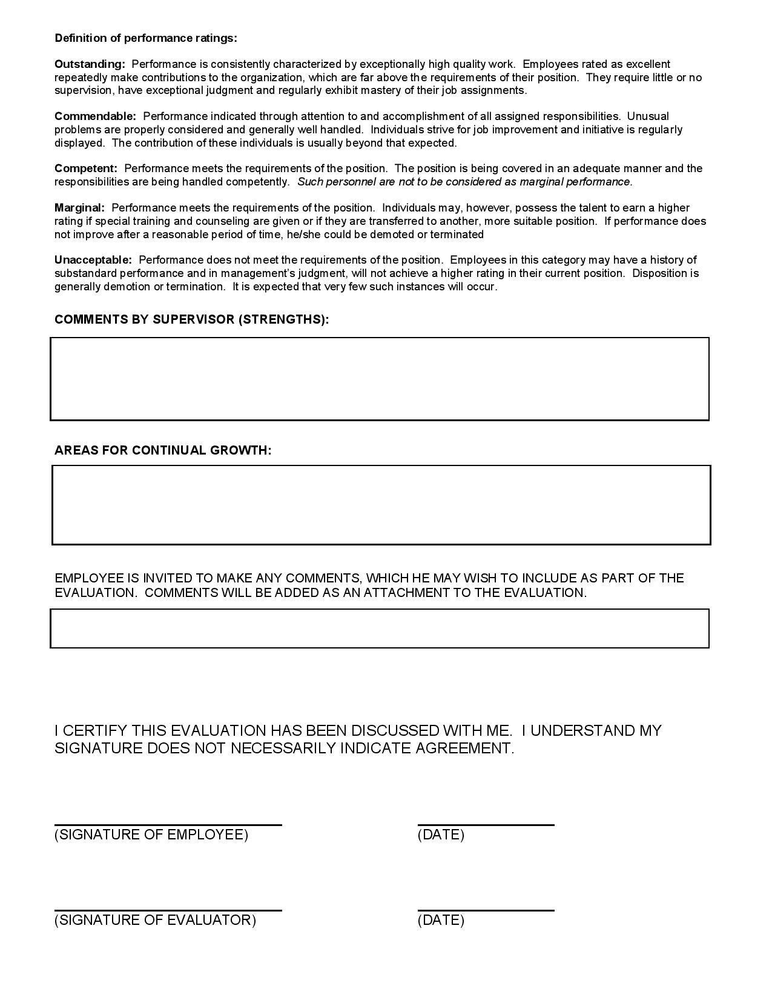 Definition of performance ratings:
Outstanding:  Performance is consistently characterized by exceptionally high quality work.  Employees rated as excellent
repeatedly make contributions to the organization, which are far above the requirements of their position.  They require little or no
supervision, have exceptional judgment and regularly exhibit mastery of their job assignments.
Commendable:  Performance indicated through attention to and accomplishment of all assigned responsibilities.  Unusual
problems are properly considered and generally well handled.  Individuals strive for job improvement and initiative is regularly
displayed.  The contribution of these individuals is usually beyond that expected.
Competent:  Performance meets the requirements of the position.  The position is being covered in an adequate manner and the
responsibilities are being handled competently.  Such personnel are not to be considered as marginal performance.
Marginal:  Performance meets the requirements of the position.  Individuals may, however, possess the talent to earn a higher
rating if special training and counseling are given or if they are transferred to another, more suitable position.  If performance does
not improve after a reasonable period of time, he/she could be demoted or terminated
Unacceptable:  Performance does not meet the requirements of the position.  Employees in this category may have a history of
substandard performance and in management’s judgment, will not achieve a higher rating in their current position.  Disposition is
generally demotion or termination.  It is expected that very few such instances will occur.
COMMENTS BY SUPERVISOR (STRENGTHS):
AREAS FOR CONTINUAL GROWTH:
EMPLOYEE IS INVITED TO MAKE ANY COMMENTS, WHICH HE MAY WISH TO INCLUDE AS PART OF THE
EVALUATION.  COMMENTS WILL BE ADDED AS AN ATTACHMENT TO THE EVALUATION.
I CERTIFY THIS EVALUATION HAS BEEN DISCUSSED WITH ME.  I UNDERSTAND MY
SIGNATURE DOES NOT NECESSARILY INDICATE AGREEMENT.
(SIGNATURE OF EMPLOYEE) (DATE)
(SIGNATURE OF EVALUATOR) (DATE)